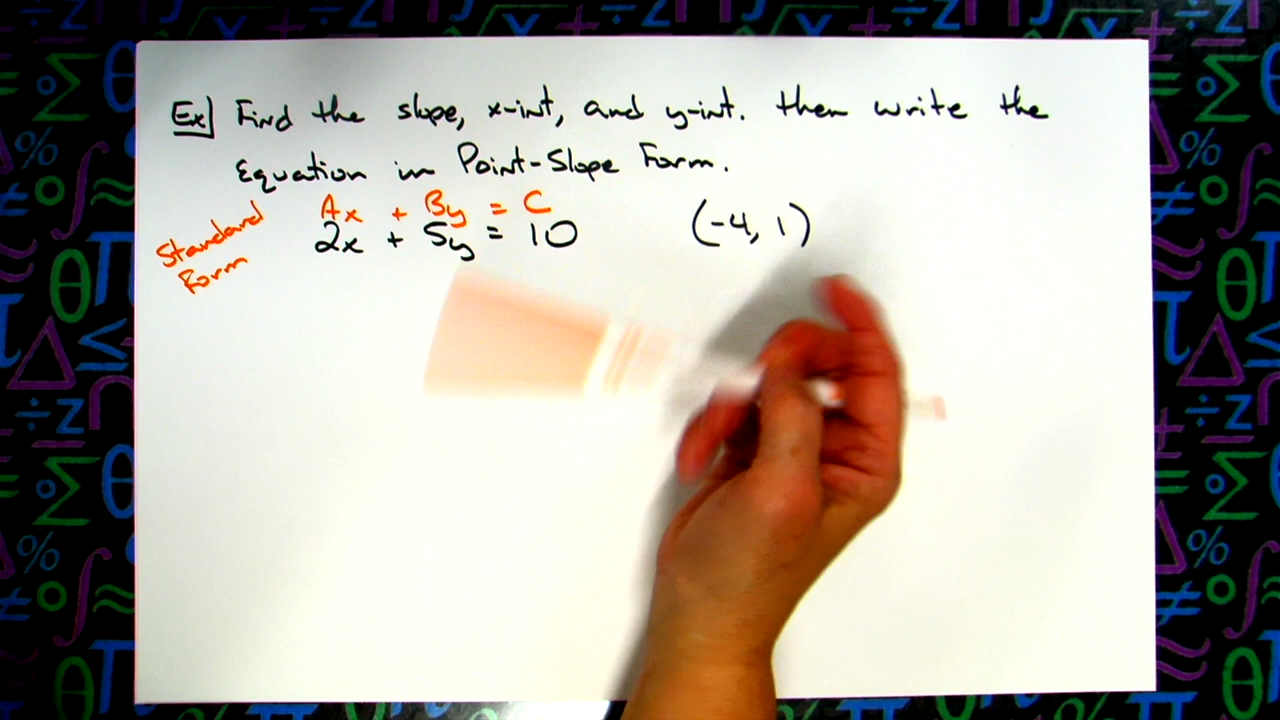 Ex] Find the slope, x-int, and y-int. then write the
Equation in Point-Slope Form.
Standard Form
Ax + By = C
2x + 5y = 10 (-4, 1)